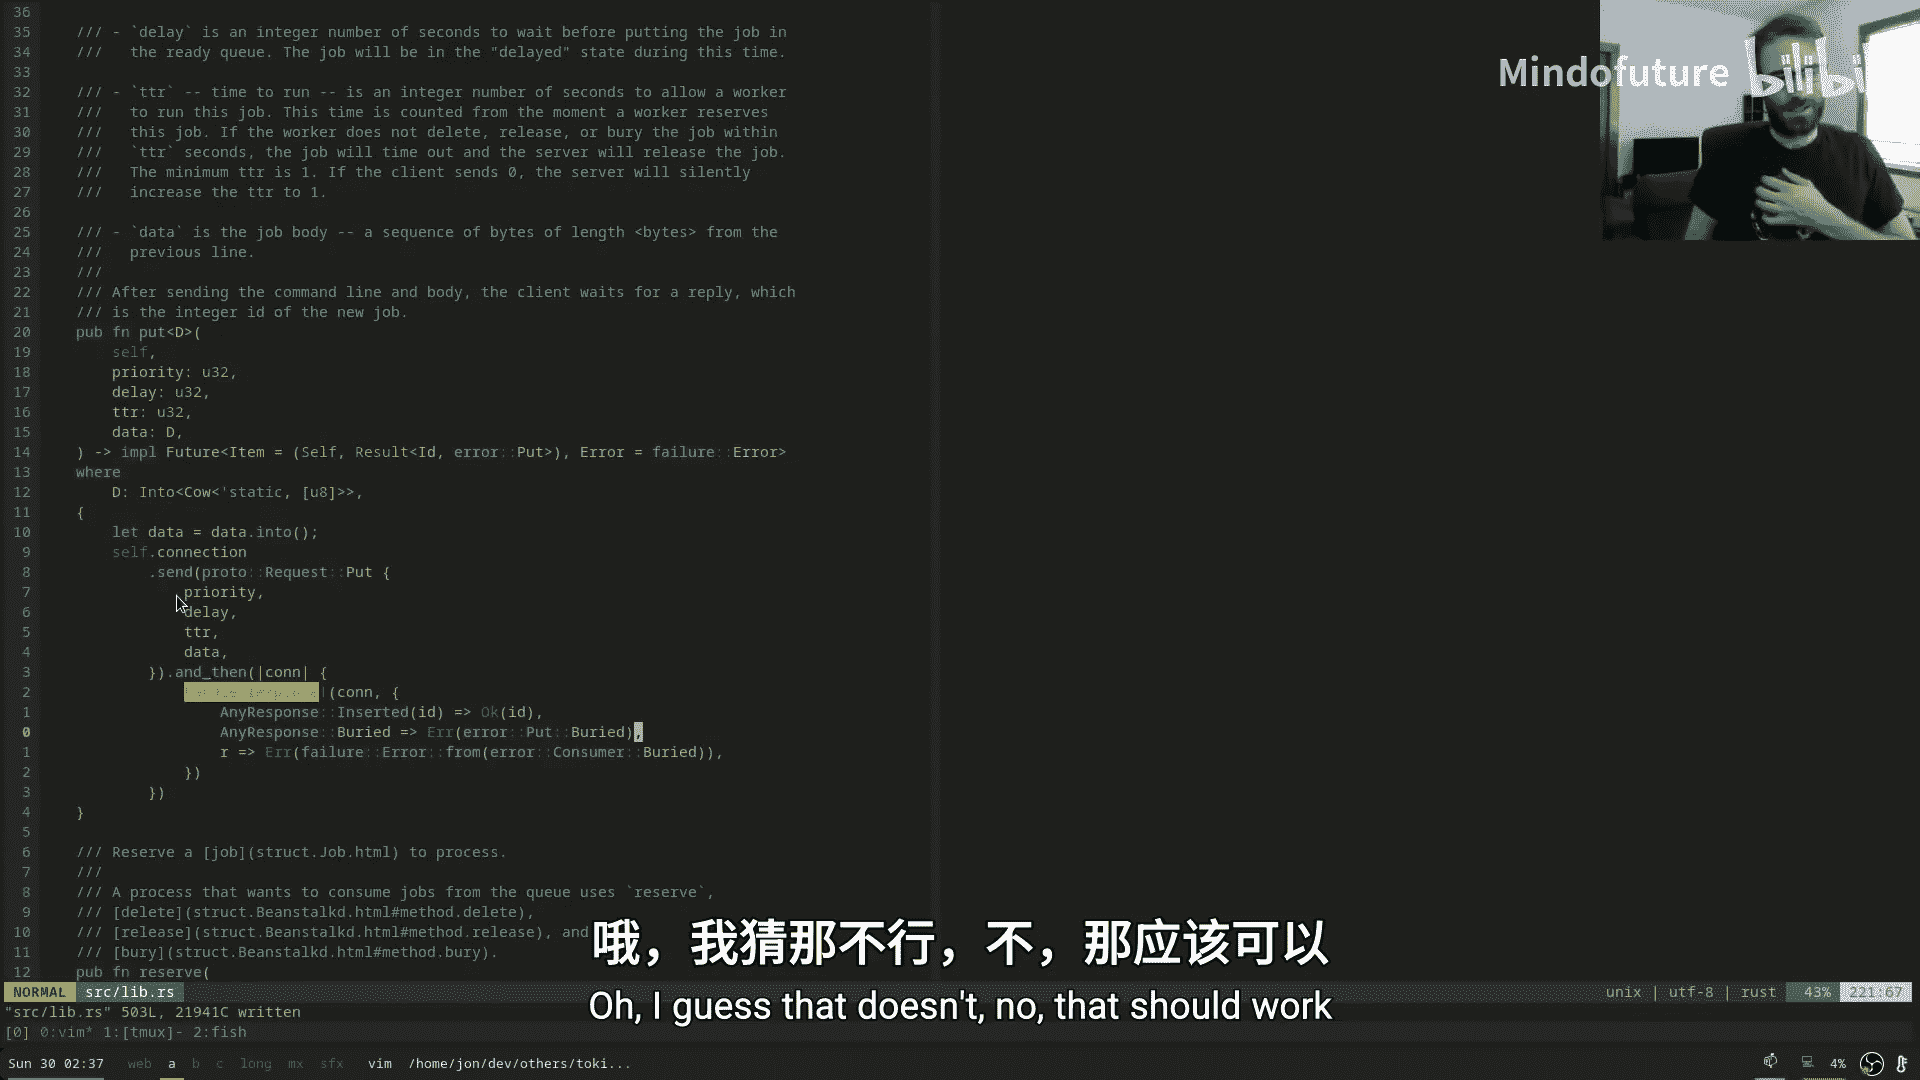 36
35 /// - `delay` is an integer number of seconds to wait before putting the job in
34 ///   the ready queue. The job will be in the "delayed" state during this time.
33
32 /// - `ttr` -- time to run -- is an integer number of seconds to allow a worker
31 ///   to run this job. This time is counted from the moment a worker reserves
30 ///   this job. If the worker does not delete, release, or bury the job within
29 ///   `ttr` seconds, the job will time out and the server will release the job.
28 ///   The minimum ttr is 1. If the client sends 0, the server will silently
27 ///   increase the ttr to 1.
26
25 /// - `data` is the job body -- a sequence of bytes of length <bytes> from the
24 ///   previous line.
23 ///
22 /// After sending the command line and body, the client waits for a reply, which
21 /// is the integer id of the new job.
20 pub fn put<D>(
19     self,
18     priority: u32,
17     delay: u32,
16     ttr: u32,
15     data: D,
14 ) -> impl Future<Item = (Self, Result<Id, error::Put>), Error = failure::Error>
13 where
12     D: Into<Cow<'static, [u8]>>,
11 {
10     let data = data.into();
9     self.connection
8         .send(proto::Request::Put {
7             priority,
6             delay,
5             ttr,
4             data,
3         }).and_then(|conn| {
2             (conn, {
1                 AnyResponse::Inserted(id) => Ok(id),
0                 AnyResponse::Buried => Err(error::Put::Buried),
1                 r => Err(failure::Error::from(error::Consumer::Buried)),
2             })
3         })
4 }
5
6 /// Reserve a [job](struct.Job.html) to process.
7 ///
8 /// A process that wants to consume jobs from the queue uses `reserve`,
9 /// [delete](struct.Beanstalkd.html#method.delete),
10 /// [release](struct.Beanstalkd.html#method.release), and
11 /// [bury](struct.Beanstalkd.html#method.bury).
12 pub fn reserve(
NORMAL src/lib.rs unix | utf-8 | rust 43% 221:67
"src/lib.rs" 503L, 21941C written
[0] 0:vim* 1:[tmux]- 2:fish
Sun 30 02:37 web a b c long mx sfx vim /home/jon/dev/others/toki... 4%
Mindofuture bilibili
哦，我猜那不行，不，那应该可以
Oh, I guess that doesn't, no, that should work